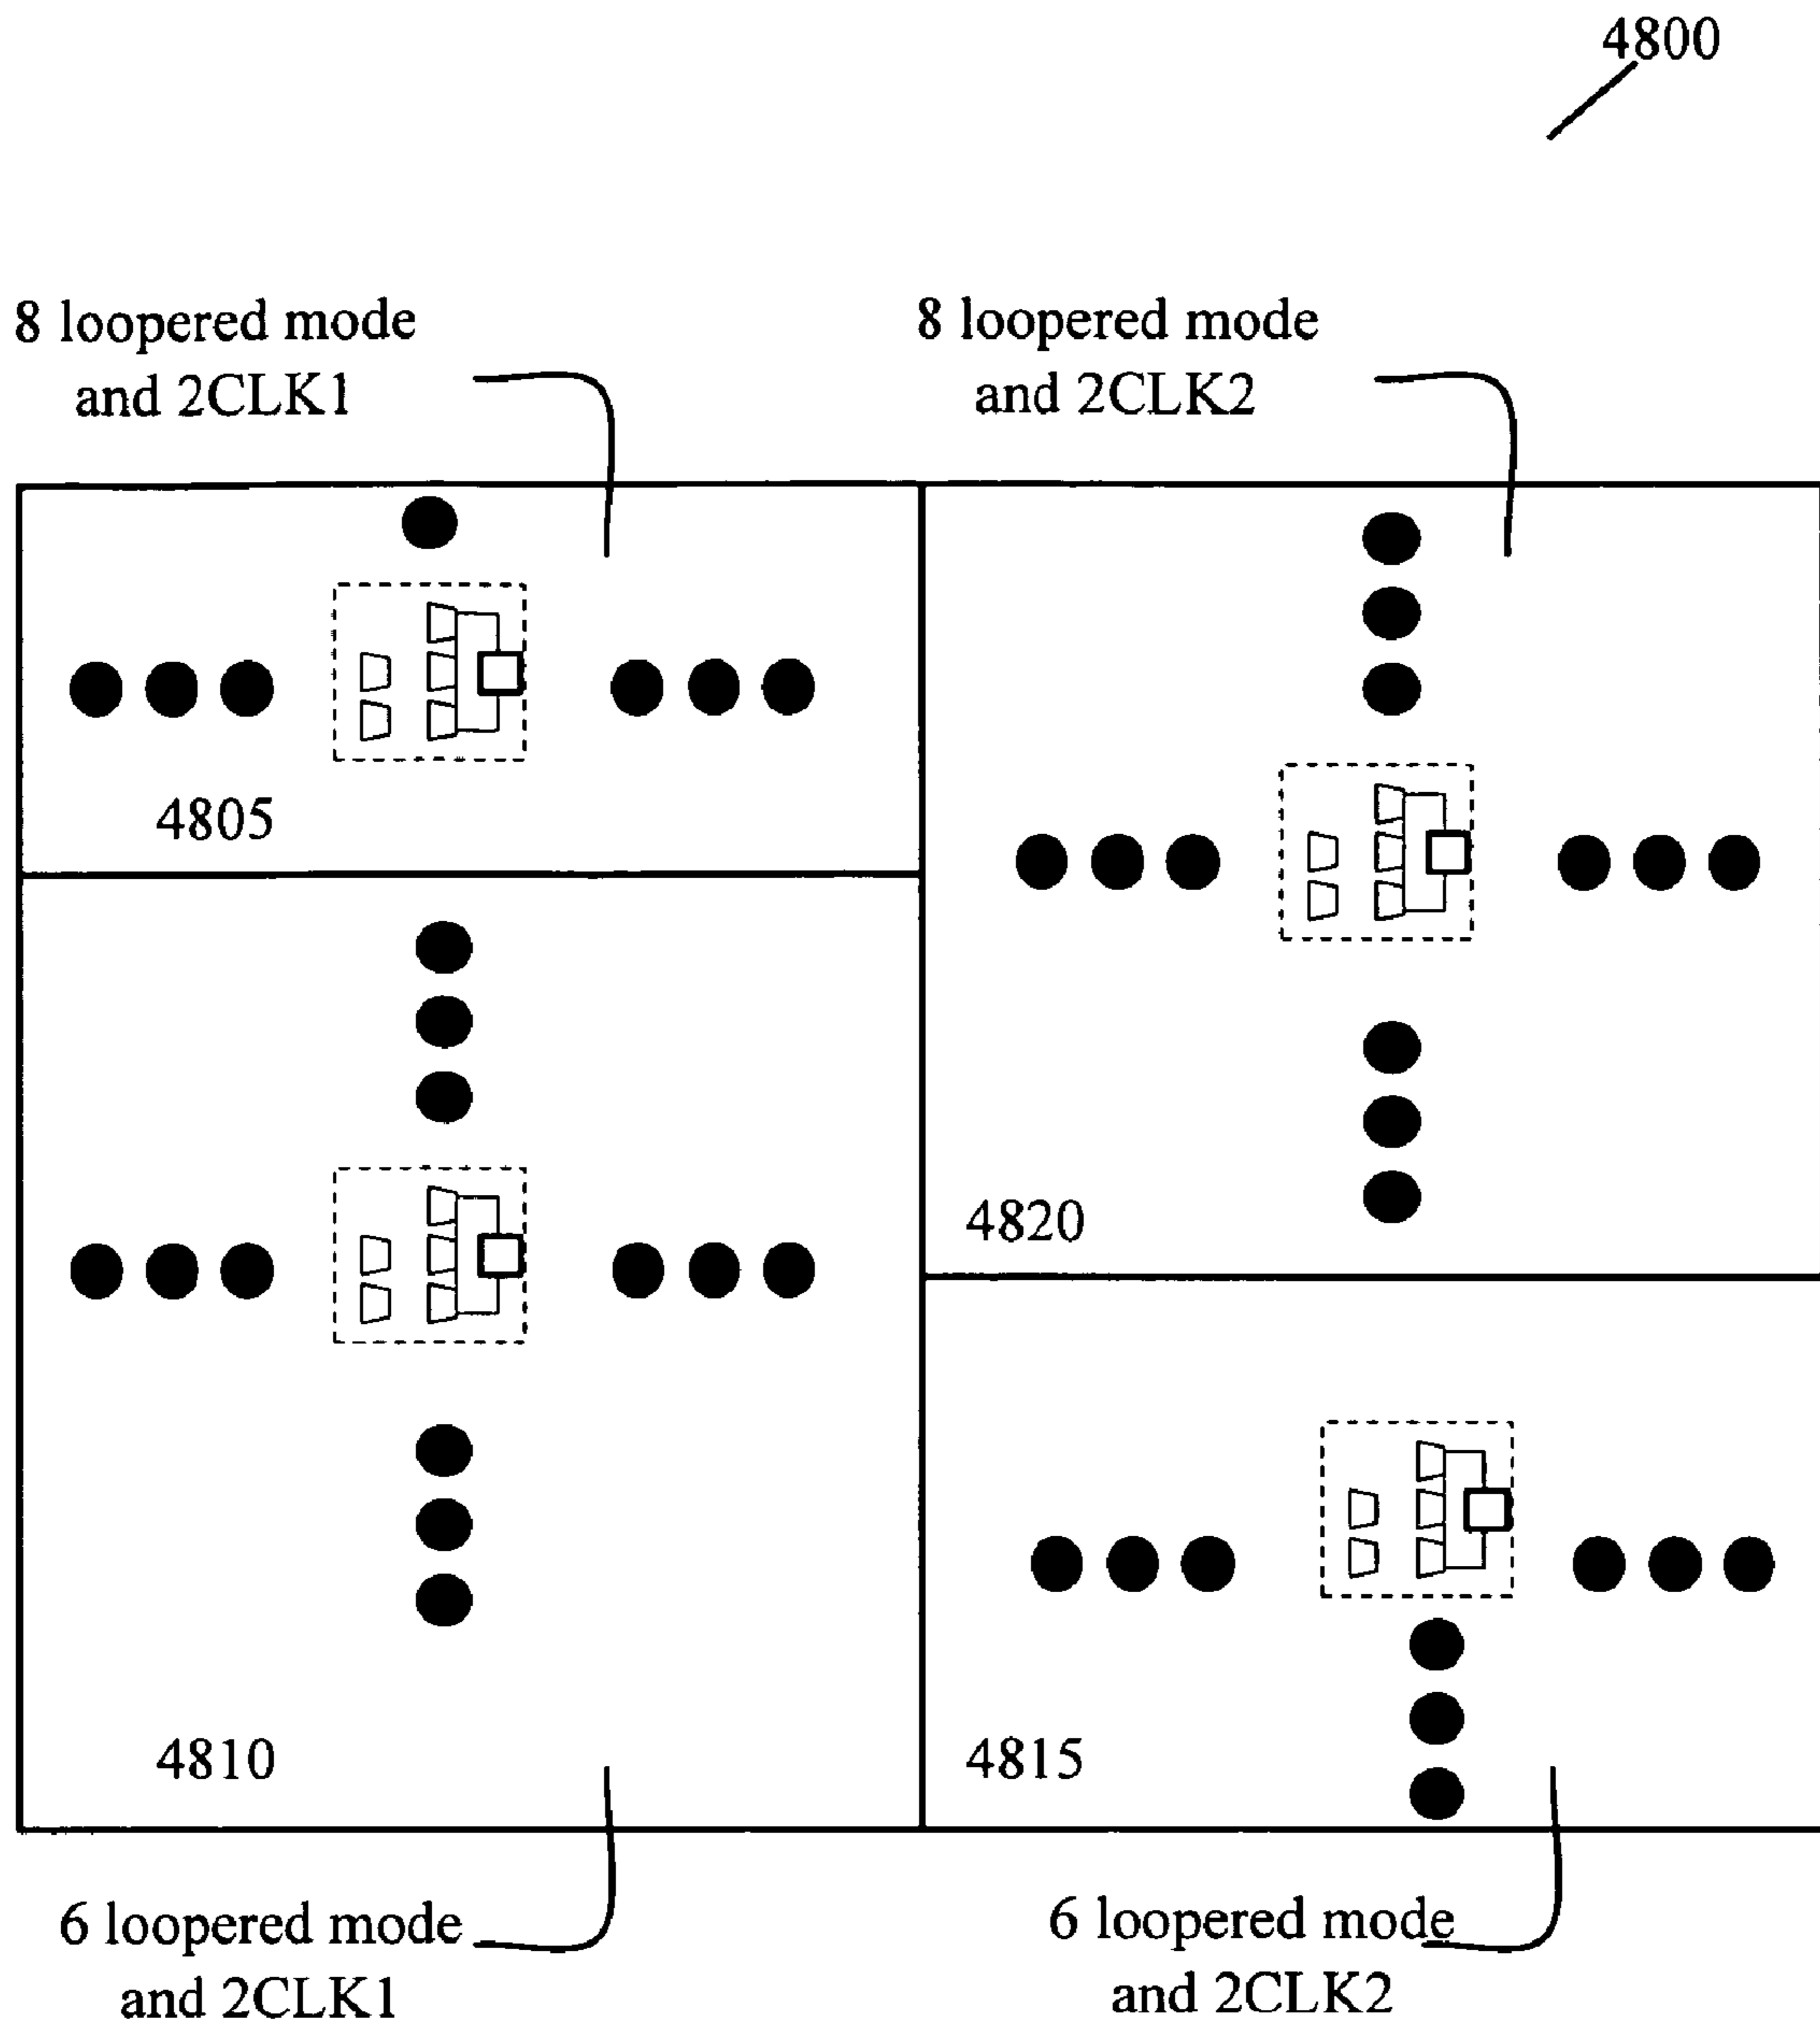 4800
8 loopered mode
and 2CLK1
8 loopered mode
and 2CLK2
4805
4820
4810
4815
6 loopered mode
and 2CLK1
6 loopered mode
and 2CLK2